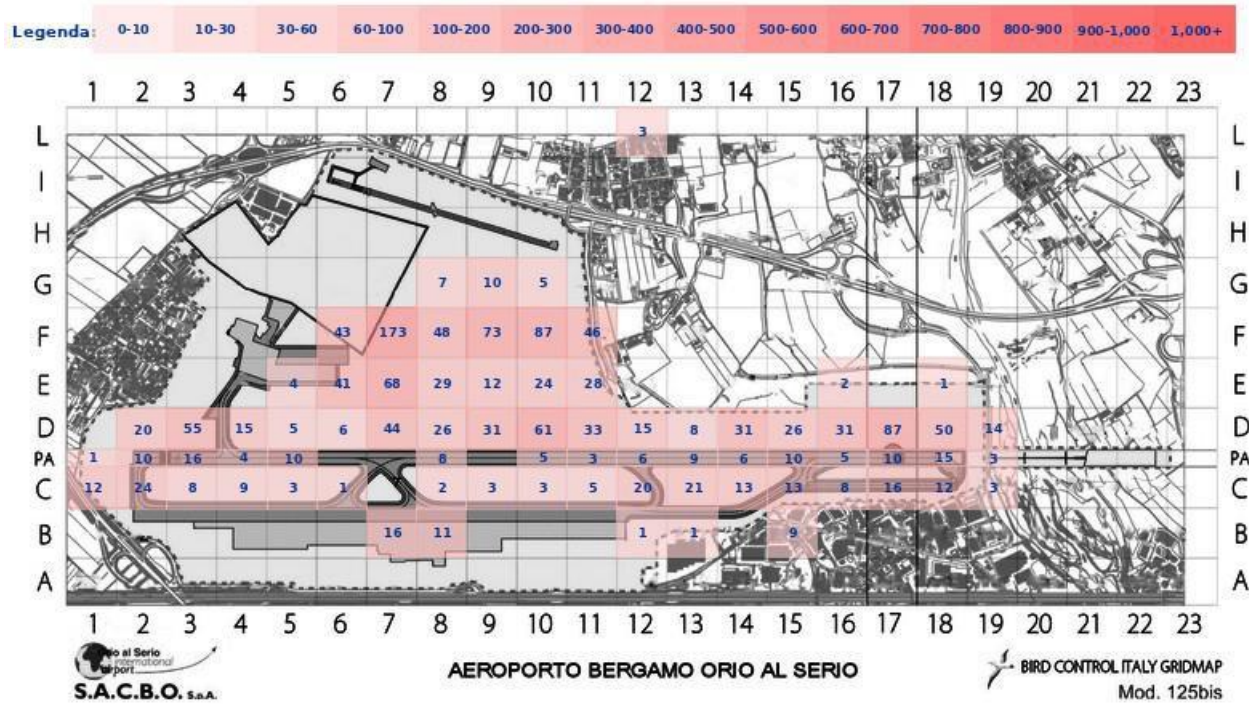 Legenda: 0-10 10-30 30-60 60-100 100-200 200-300 300-400 400-500 500-600 600-700 700-800 800-900 900-1,000 1,000+
1 2 3 4 5 6 7 8 9 10 11 12 13 14 15 16 17 18 19 20 21 22 23
L 3 L
I I
H H
G 7 10 5 G
F 43 173 48 73 87 46 F
E 4 41 68 29 12 24 28 2 1 E
D 20 55 15 5 6 44 26 31 61 33 15 8 31 26 31 87 50 14 D
PA 1 10 16 4 10 8 5 3 6 9 6 10 5 10 15 3 PA
C 12 24 8 9 3 1 2 3 3 5 20 21 13 13 8 16 12 3 C
B 16 11 1 1 9 B
A A
1 2 3 4 5 6 7 8 9 10 11 12 13 14 15 16 17 18 19 20 21 22 23
Orio al Serio
international
airport
S.A.C.B.O. S.p.A.
AEROPORTO BERGAMO ORIO AL SERIO
BIRD CONTROL ITALY GRIDMAP
Mod. 125bis